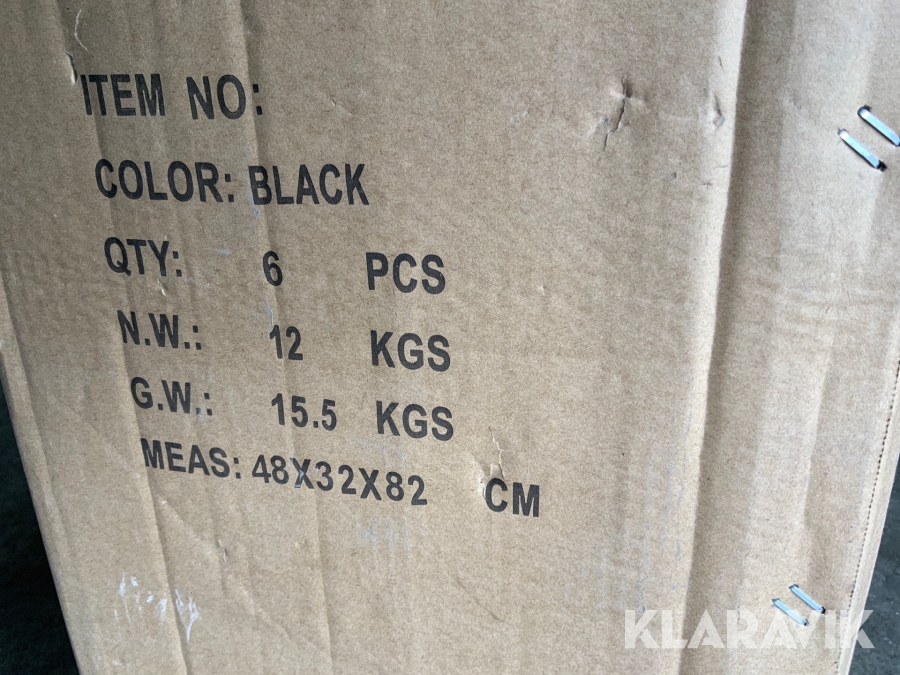 ITEM NO:
COLOR: BLACK
QTY: 6 PCS
N.W.: 12 KGS
G.W.: 15.5 KGS
MEAS: 48X32X82 CM
KLARAVIK